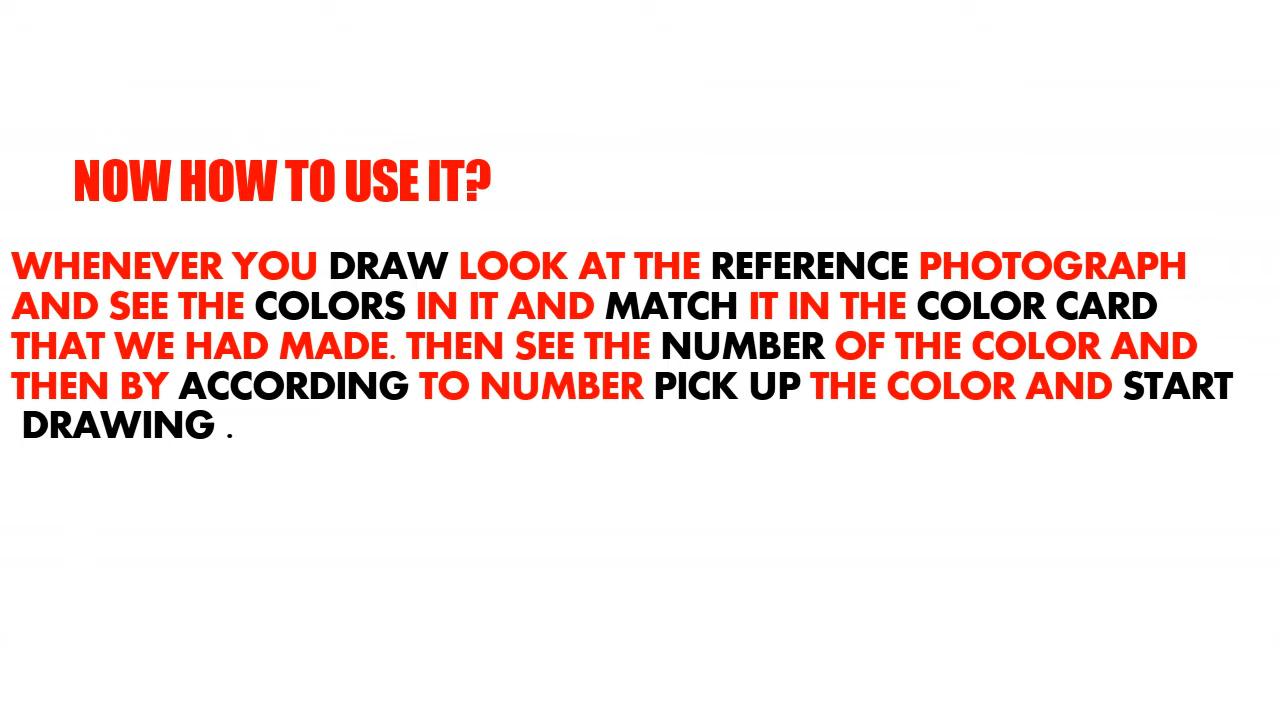 NOW HOW TO USE IT?
WHENEVER YOU DRAW LOOK AT THE REFERENCE PHOTOGRAPH
AND SEE THE COLORS IN IT AND MATCH IT IN THE COLOR CARD
THAT WE HAD MADE. THEN SEE THE NUMBER OF THE COLOR AND
THEN BY ACCORDING TO NUMBER PICK UP THE COLOR AND START
DRAWING .